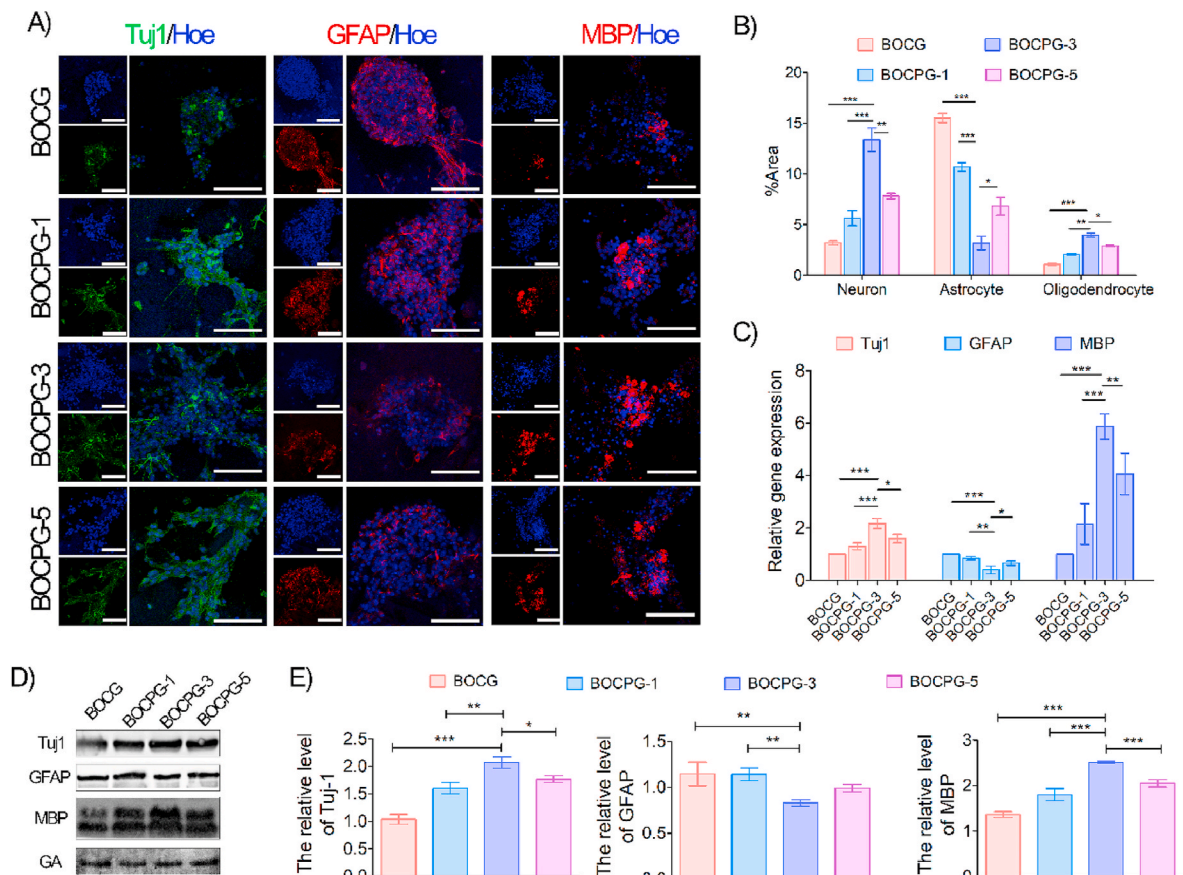 A)
Tuj1/Hoe
GFAP/Hoe
MBP/Hoe
BOCG
BOCPG-1
BOCPG-3
BOCPG-5
B)
BOCG
BOCPG-3
BOCPG-1
BOCPG-5
%Area
20
15
10
5
0
*** *** **
*** *** *
*** ** *
Neuron
Astrocyte
Oligodendrocyte
C)
Tuj1
GFAP
MBP
Relative gene expression
8
6
4
2
0
*** *** *
*** ** *
*** *** **
BOCG
BOCPG-1
BOCPG-3
BOCPG-5
BOCG
BOCPG-1
BOCPG-3
BOCPG-5
BOCG
BOCPG-1
BOCPG-3
BOCPG-5
D)
BOCG
BOCPG-1
BOCPG-3
BOCPG-5
Tuj1
GFAP
MBP
GA
E)
BOCG
BOCPG-1
BOCPG-3
BOCPG-5
The relative level
of Tuj-1
2.5
2.0
1.5
1.0
0.5
** * ***
The relative level
of GFAP
1.5
1.0
0.5
** **
The relative level
of MBP
3
2
1
*** *** ***